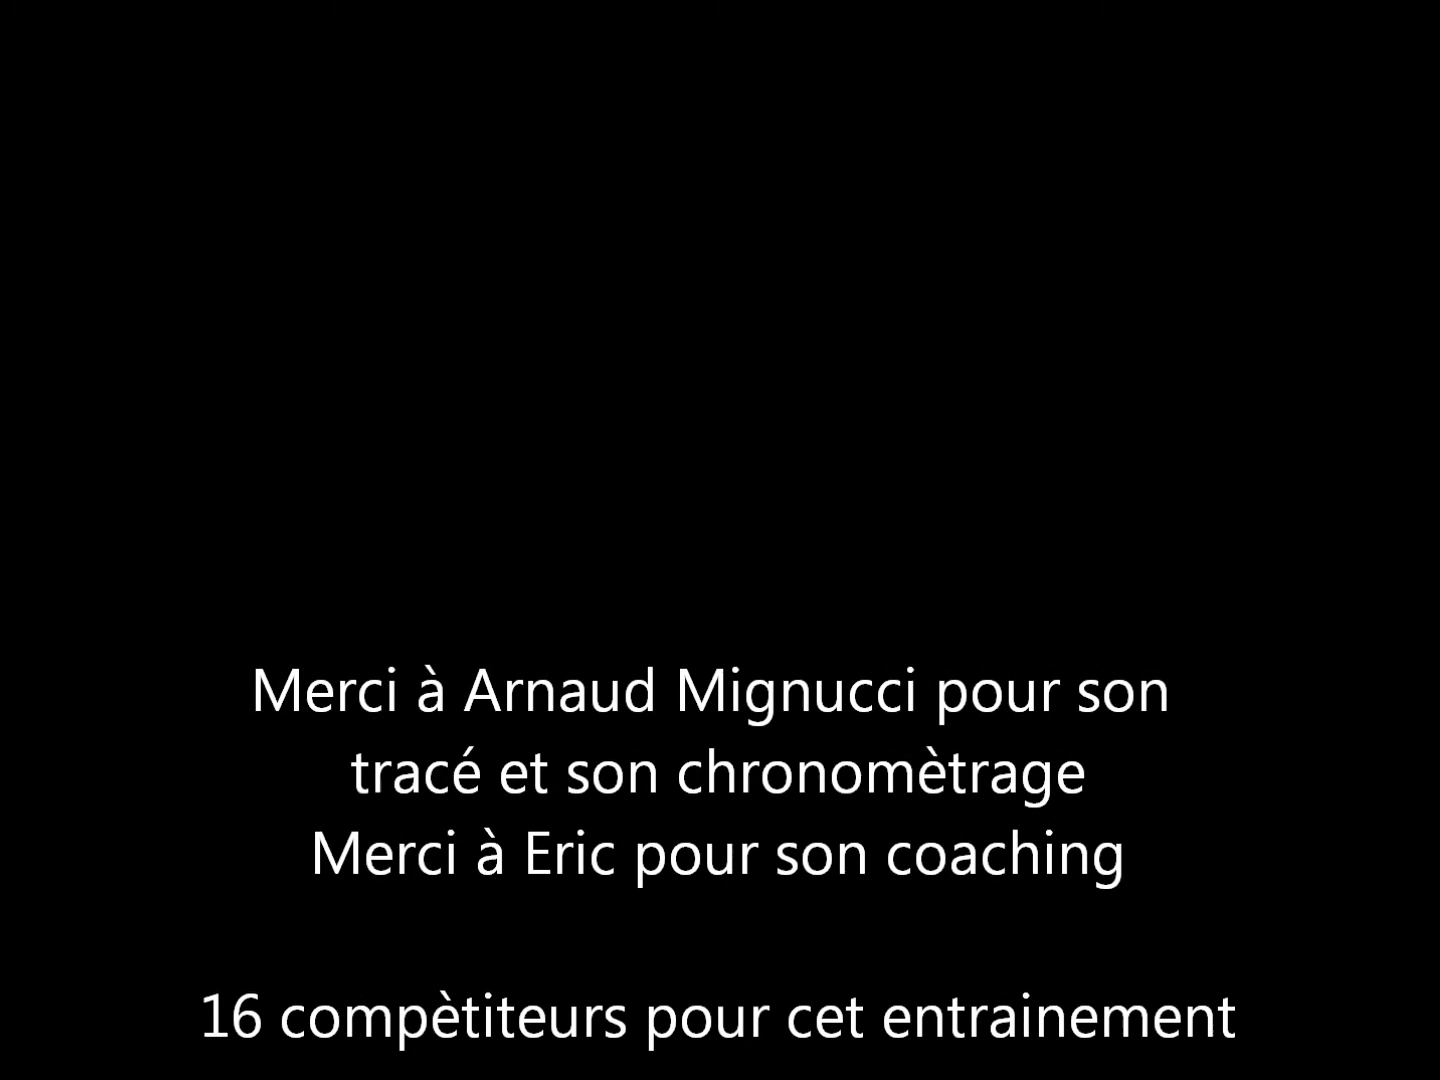 Merci à Arnaud Mignucci pour son
tracé et son chronomètrage
Merci à Eric pour son coaching
16 compètiteurs pour cet entrainement